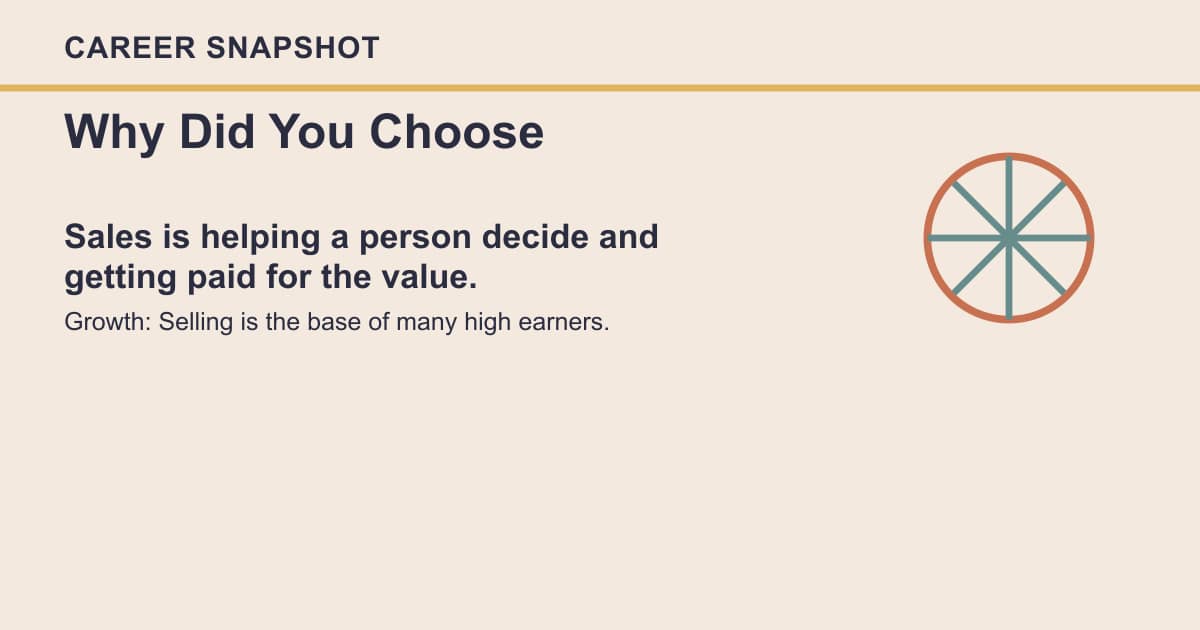 CAREER SNAPSHOT
Why Did You Choose
Sales is helping a person decide and
getting paid for the value.
Growth: Selling is the base of many high earners.